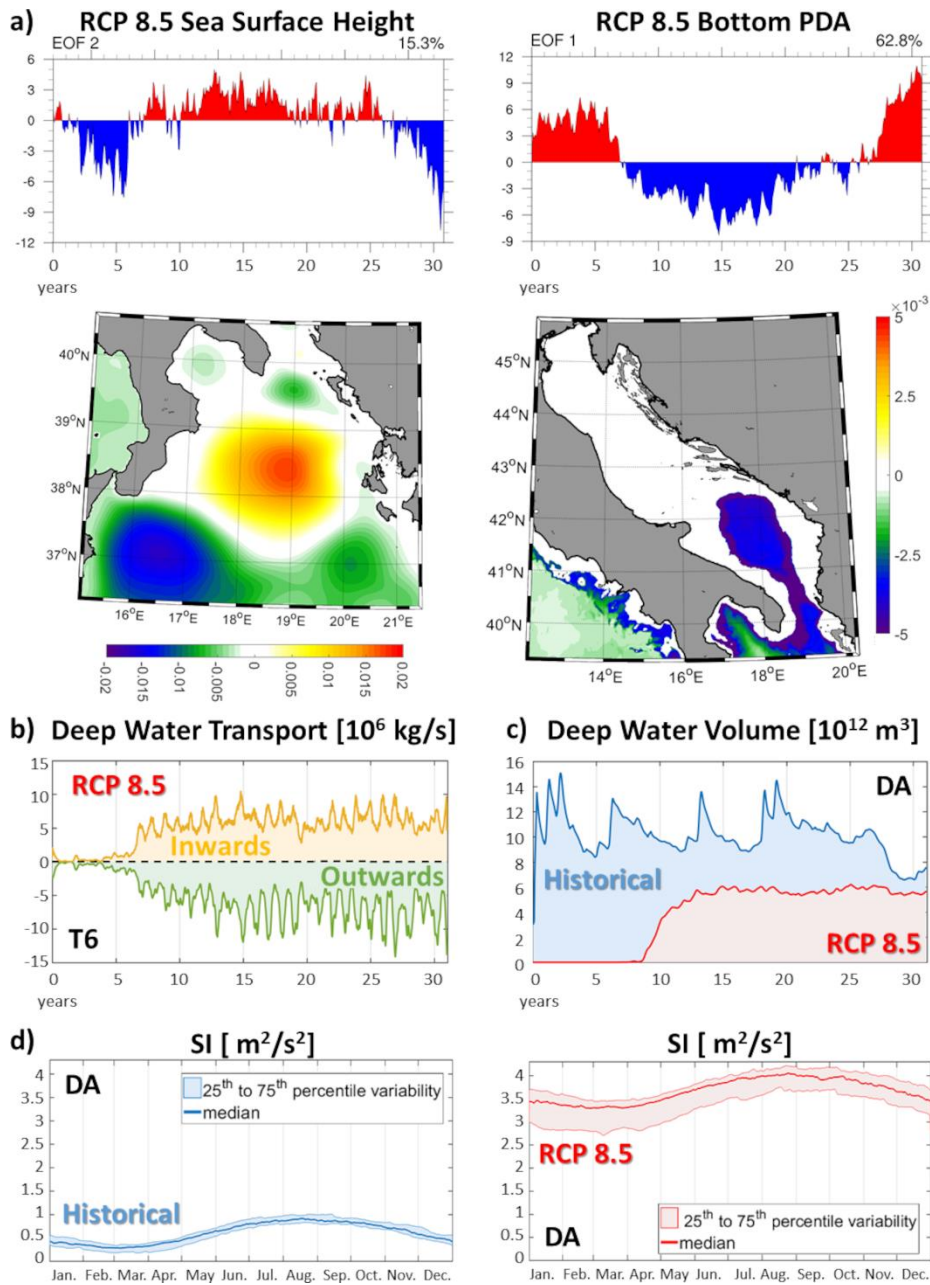 a) RCP 8.5 Sea Surface Height RCP 8.5 Bottom PDA
EOF 2 15.3% EOF 1 62.8%
6
3
0
-3
-6
-9
-12
0 5 10 15 20 25 30
years
12
9
6
3
0
-3
-6
-9
0 5 10 15 20 25 30
years
40°N
39°N
38°N
37°N
16°E 17°E 18°E 19°E 20°E 21°E
-0.02 -0.015 -0.01 -0.005 0 0.005 0.01 0.015 0.02
45°N
44°N
43°N
42°N
41°N
40°N
14°E 16°E 18°E 20°E
×10⁻³
5
2.5
0
-2.5
-5
b) Deep Water Transport [10⁶ kg/s]
15
10
5
0
-5
-10
-15
RCP 8.5
Inwards
Outwards
T6
0 5 10 15 20 25 30
years
c) Deep Water Volume [10¹² m³]
16
14
12
10
8
6
4
2
0
DA
Historical
RCP 8.5
0 5 10 15 20 25 30
years
d) SI [ m²/s²]
4
3.5
3
2.5
2
1.5
1
0.5
0
DA
25th to 75th percentile variability
median
Historical
Jan. Feb. Mar. Apr. May Jun. Jul. Aug. Sep. Oct. Nov. Dec.
SI [ m²/s²]
4
3.5
3
2.5
2
1.5
1
0.5
0
RCP 8.5
DA
25th to 75th percentile variability
median
Jan. Feb. Mar. Apr. May Jun. Jul. Aug. Sep. Oct. Nov. Dec.